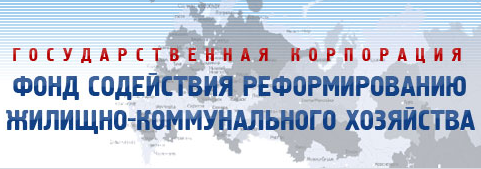 ГОСУДАРСТВЕННАЯ КОРПОРАЦИЯ
ФОНД СОДЕЙСТВИЯ РЕФОРМИРОВАНИЮ
ЖИЛИЩНО-КОММУНАЛЬНОГО ХОЗЯЙСТВА